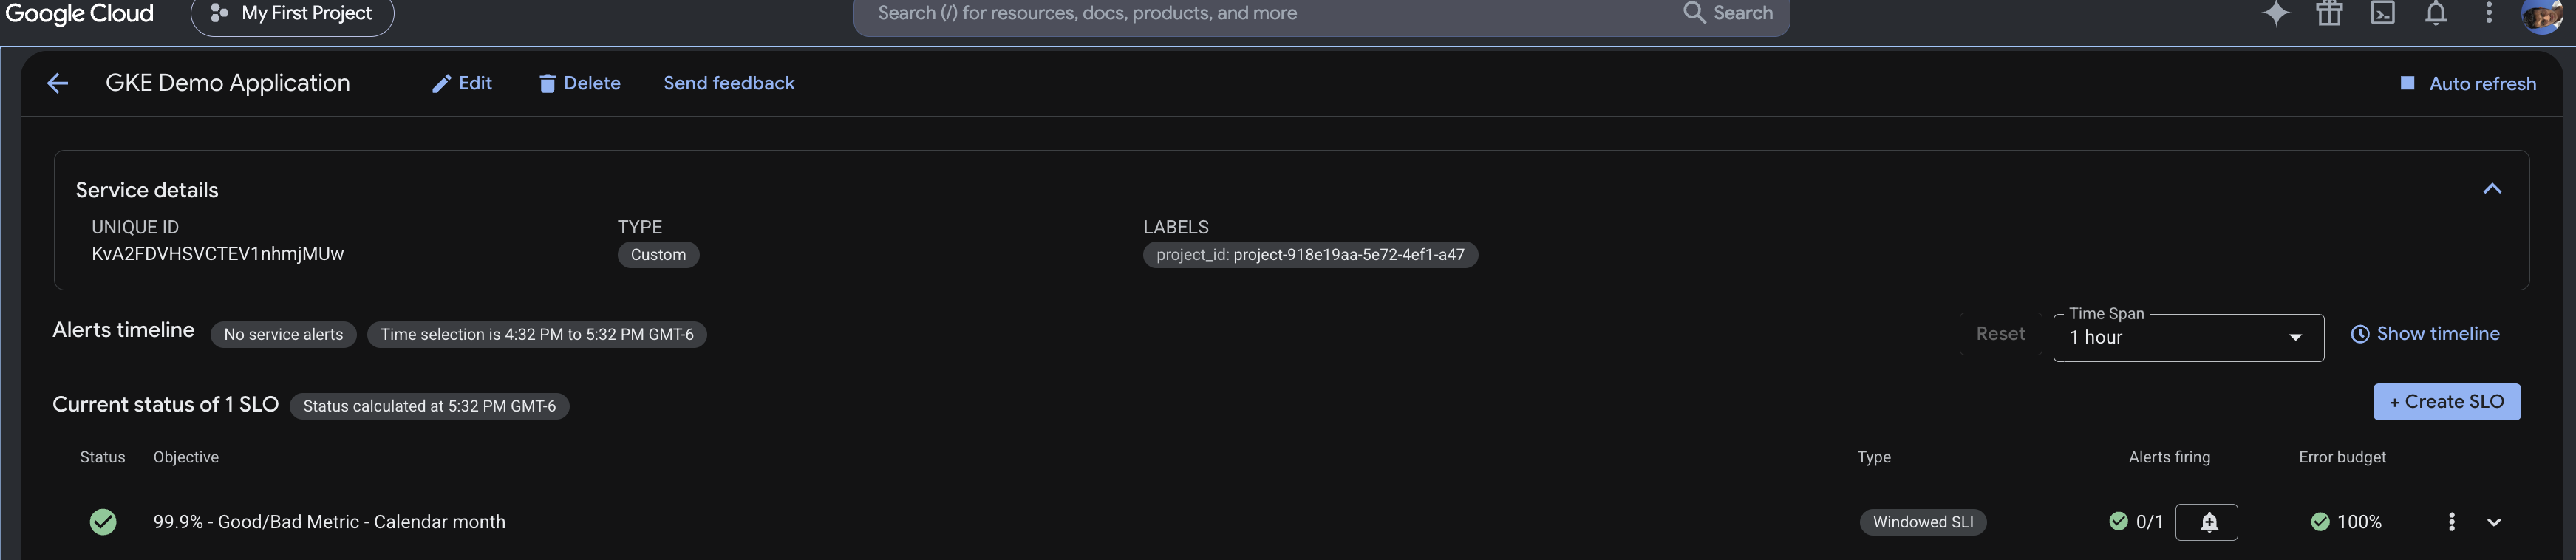 Google Cloud My First Project Search (/) for resources, docs, products, and more Search
GKE Demo Application Edit Delete Send feedback Auto refresh
Service details
UNIQUE ID TYPE LABELS
KvA2FDVHSVCTEV1nhmjMUw Custom project_id: project-918e19aa-5e72-4ef1-a47
Alerts timeline No service alerts Time selection is 4:32 PM to 5:32 PM GMT-6 Reset Time Span 1 hour Show timeline
Current status of 1 SLO Status calculated at 5:32 PM GMT-6 + Create SLO
Status Objective Type Alerts firing Error budget
99.9% - Good/Bad Metric - Calendar month Windowed SLI 0/1 100%